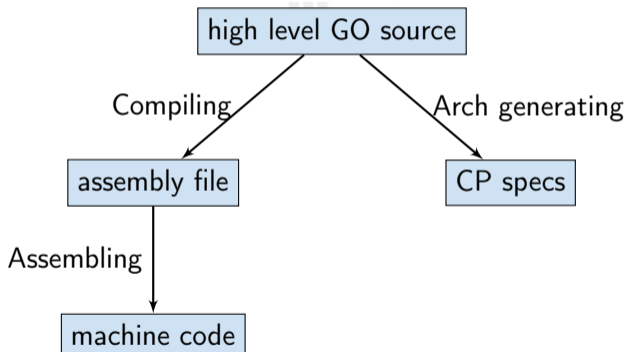 high level GO source
Compiling
Arch generating
assembly file
CP specs
Assembling
machine code